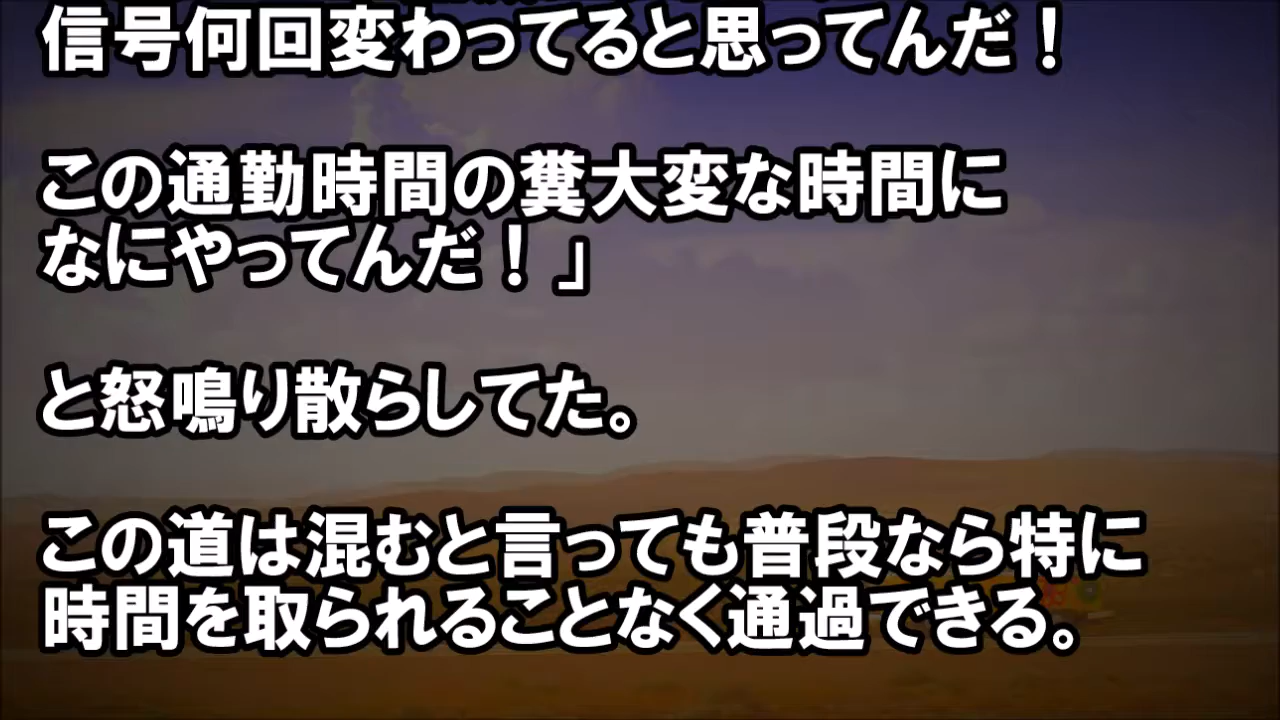 信号何回変わってると思ってんだ！
この通勤時間の糞大変な時間に
なにやってんだ！」
と怒鳴り散らしてた。
この道は混むと言っても普段なら特に
時間を取られることなく通過できる。